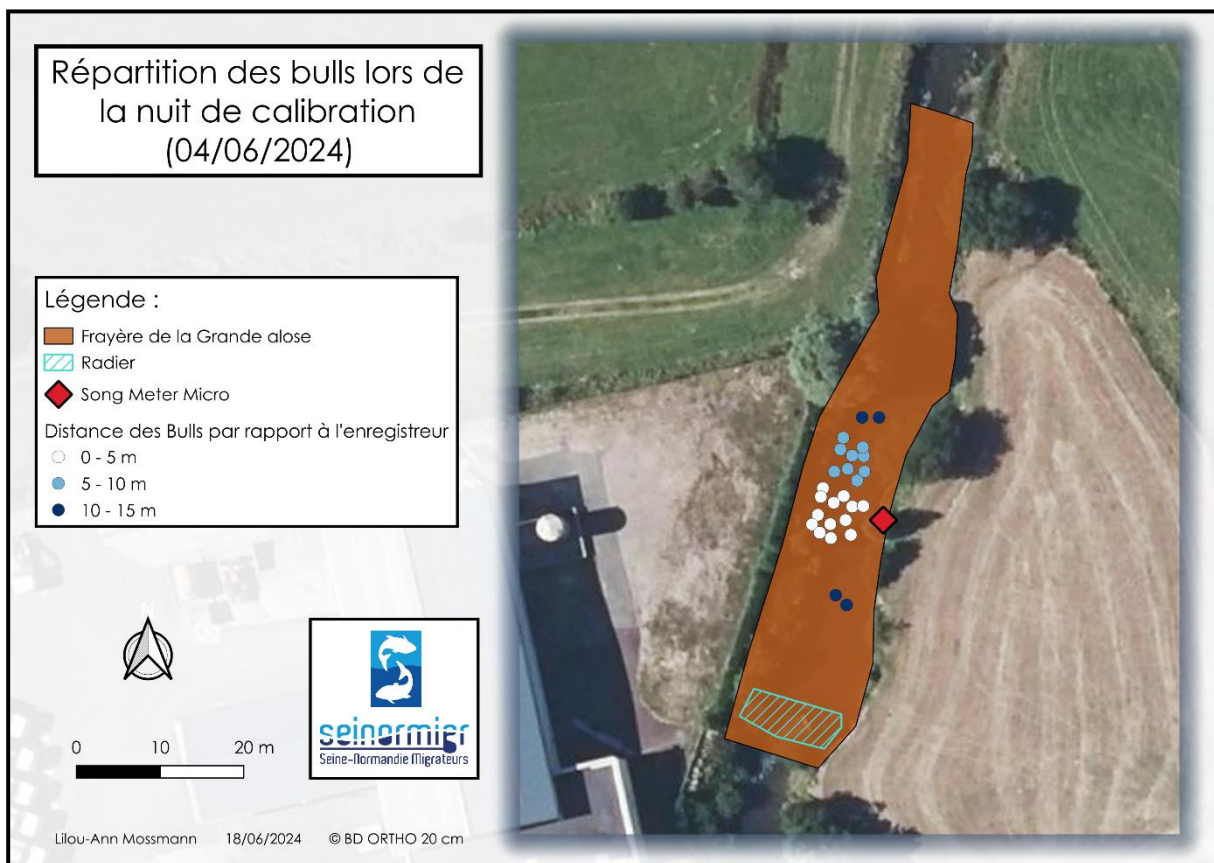 Répartition des bulls lors de
la nuit de calibration
(04/06/2024)
Légende :
Frayère de la Grande alose
Radier
Song Meter Micro
Distance des Bulls par rapport à l'enregistreur
0 - 5 m
5 - 10 m
10 - 15 m
N
0 10 20 m
seinormigr
Seine-Normandie Migrateurs
Lilou-Ann Mossmann 18/06/2024 © BD ORTHO 20 cm